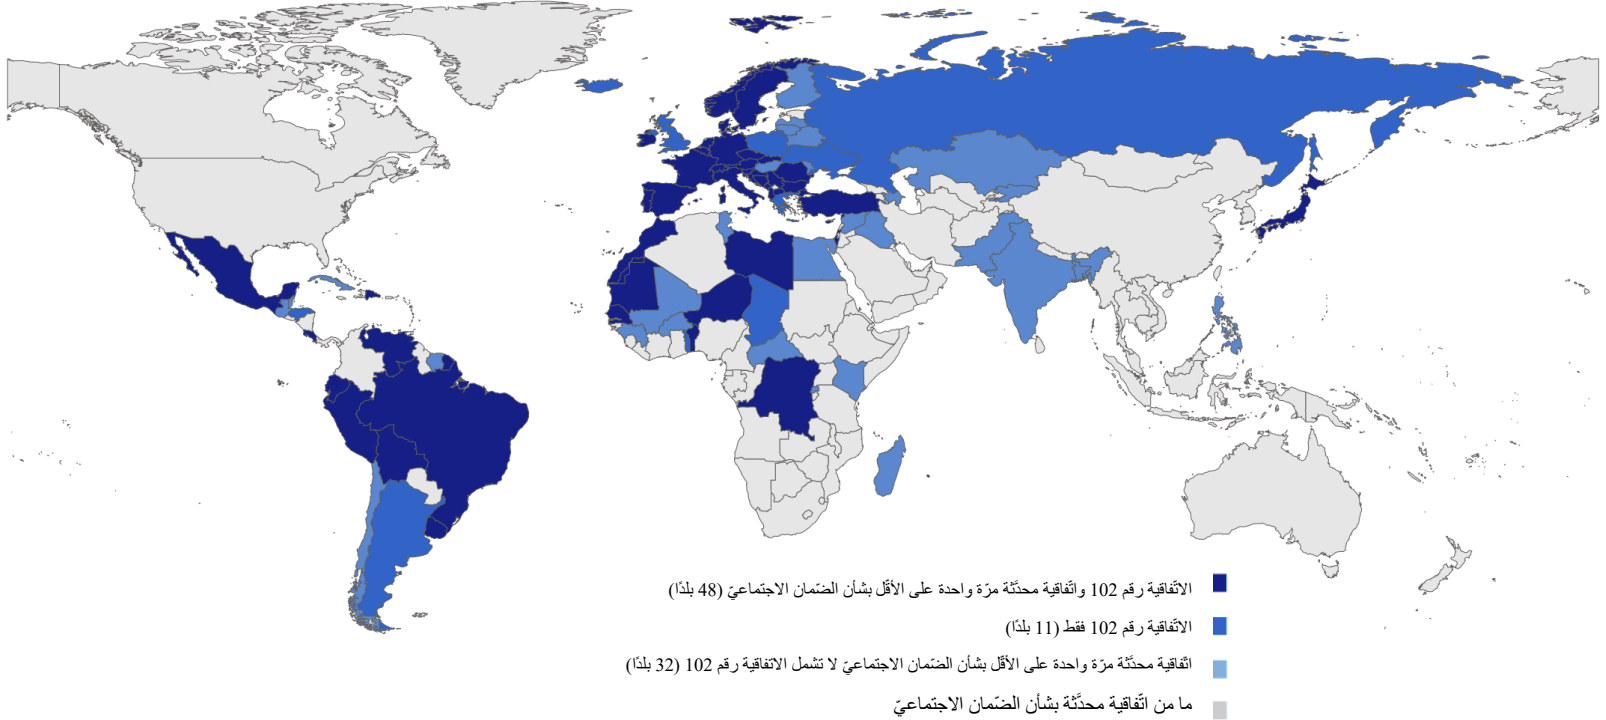 الاتّفاقية رقم 102 واتّفاقية محدَّثة مرّة واحدة على الأقّل بشأن الضّمان الاجتماعيّ (48 بلدًا)
الاتّفاقية رقم 102 فقط (11 بلدًا)
اتّفاقية محدَّثة مرّة واحدة على الأقّل بشأن الضّمان الاجتماعيّ لا تشمل الاتفاقية رقم 102 (32 بلدًا)
ما من اتّفاقية محدَّثة بشأن الضّمان الاجتماعيّ